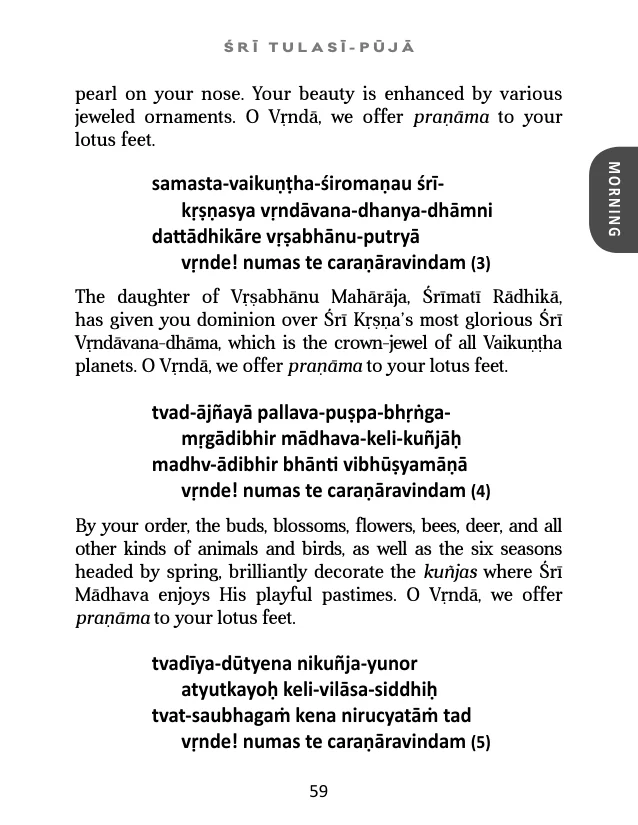 ŚRĪ TULASĪ-PŪJĀ
pearl on your nose. Your beauty is enhanced by various
jeweled ornaments. O Vṛndā, we offer praṇāma to your
lotus feet.
MORNING
samasta-vaikuṇṭha-śiromaṇau śrī-
kṛṣṇasya vṛndāvana-dhanya-dhāmni
dattādhikāre vṛṣabhānu-putryā
vṛnde! numas te caraṇāravindam (3)
The daughter of Vṛṣabhānu Mahārāja, Śrīmatī Rādhikā,
has given you dominion over Śrī Kṛṣṇa's most glorious Śrī
Vṛndāvana-dhāma, which is the crown-jewel of all Vaikuṇṭha
planets. O Vṛndā, we offer praṇāma to your lotus feet.
tvad-ājñayā pallava-puṣpa-bhṛṅga-
mṛgādibhir mādhava-keli-kuñjāḥ
madhv-ādibhir bhānti vibhūṣyamāṇā
vṛnde! numas te caraṇāravindam (4)
By your order, the buds, blossoms, flowers, bees, deer, and all
other kinds of animals and birds, as well as the six seasons
headed by spring, brilliantly decorate the kuñjas where Śrī
Mādhava enjoys His playful pastimes. O Vṛndā, we offer
praṇāma to your lotus feet.
tvadīya-dūtyena nikuñja-yunor
atyutkayoḥ keli-vilāsa-siddhiḥ
tvat-saubhagaṁ kena nirucyatāṁ tad
vṛnde! numas te caraṇāravindam (5)
59